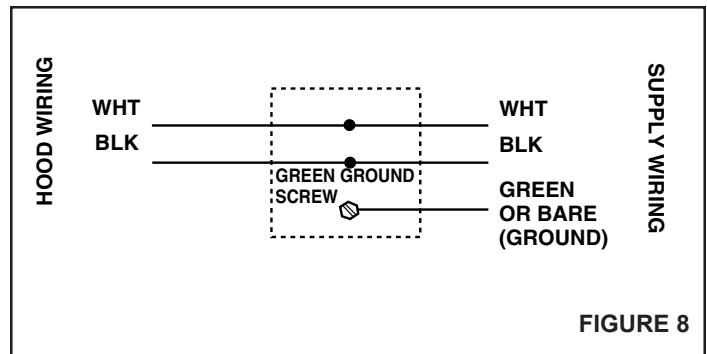 HOOD WIRING
WHT
BLK
GREEN GROUND
SCREW
WHT
BLK
GREEN
OR BARE
(GROUND)
SUPPLY WIRING
FIGURE 8